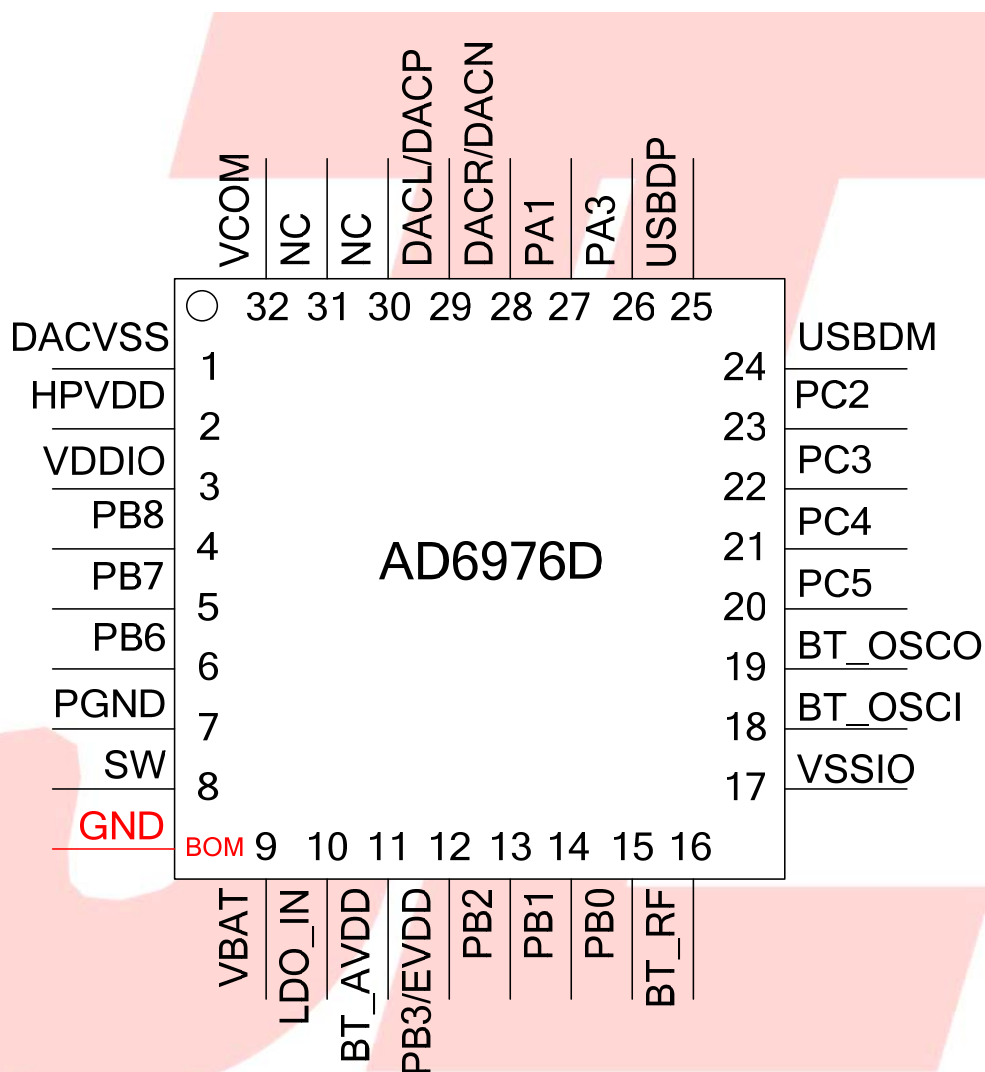 VCOM
NC
NC
DACL/DACP
DACR/DACN
PA1
PA3
USBDP
32 31 30 29 28 27 26 25
DACVSS
1
HPVDD
2
VDDIO
3
PB8
4
PB7
5
PB6
6
PGND
7
SW
8
GND
BOM
AD6976D
USBDM
24
PC2
23
PC3
22
PC4
21
PC5
20
BT_OSCO
19
BT_OSCI
18
VSSIO
17
9 10 11 12 13 14 15 16
VBAT
LDO_IN
BT_AVDD
PB3/EVDD
PB2
PB1
PB0
BT_RF